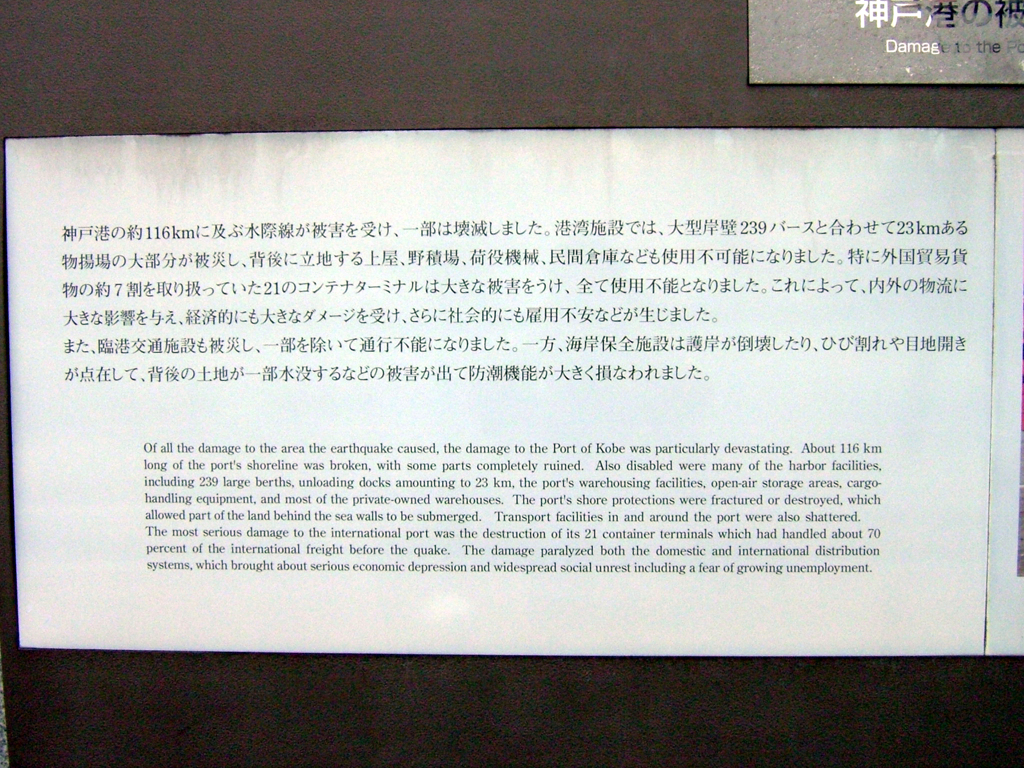 神戸港の被
Damage to the Po
神戸港の約116kmに及ぶ水際線が被害を受け、一部は壊滅しました。港湾施設では、大型岸壁239バースと合わせて23kmある
物揚場の大部分が被災し、背後に立地する上屋、野積場、荷役機械、民間倉庫なども使用不可能になりました。特に外国貿易貨
物の約7割を取り扱っていた21のコンテナターミナルは大きな被害をうけ、全て使用不能となりました。これによって、内外の物流に
大きな影響を与え、経済的にも大きなダメージを受け、さらに社会的にも雇用不安などが生じました。
また、臨港交通施設も被災し、一部を除いて通行不能になりました。一方、海岸保全施設は護岸が倒壊したり、ひび割れや目地開き
が点在して、背後の土地が一部水没するなどの被害が出て防潮機能が大きく損なわれました。
Of all the damage to the area the earthquake caused, the damage to the Port of Kobe was particularly devastating. About 116 km
long of the port's shoreline was broken, with some parts completely ruined. Also disabled were many of the harbor facilities,
including 239 large berths, unloading docks amounting to 23 km, the port's warehousing facilities, open-air storage areas, cargo-
handling equipment, and most of the private-owned warehouses. The port's shore protections were fractured or destroyed, which
allowed part of the land behind the sea walls to be submerged. Transport facilities in and around the port were also shattered.
The most serious damage to the international port was the destruction of its 21 container terminals which had handled about 70
percent of the international freight before the quake. The damage paralyzed both the domestic and international distribution
systems, which brought about serious economic depression and widespread social unrest including a fear of growing unemployment.